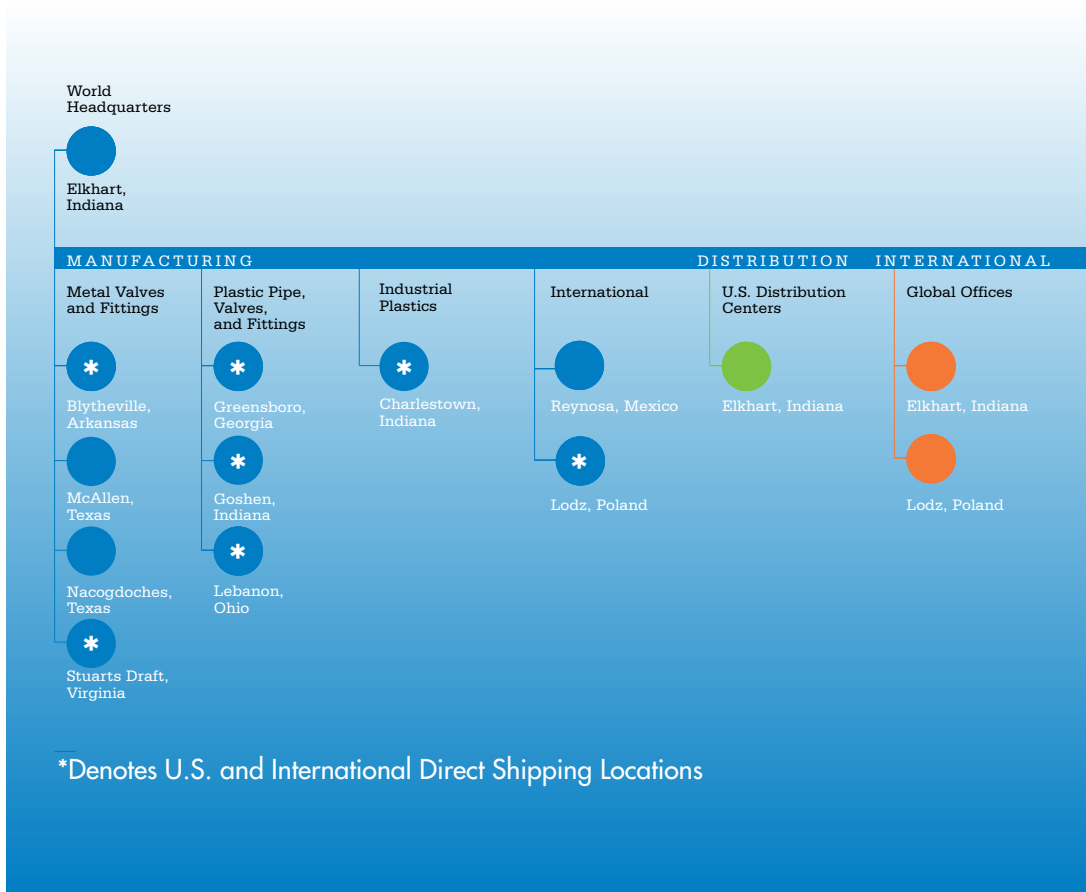 World
Headquarters
Elkhart,
Indiana
MANUFACTURING
DISTRIBUTION
INTERNATIONAL
Metal Valves
and Fittings
*
Blytheville,
Arkansas
McAllen,
Texas
Nacogdoches,
Texas
*
Stuarts Draft,
Virginia
Plastic Pipe,
Valves,
and Fittings
*
Greensboro,
Georgia
*
Goshen,
Indiana
*
Lebanon,
Ohio
Industrial
Plastics
*
Charlestown,
Indiana
International
Reynosa, Mexico
*
Lodz, Poland
U.S. Distribution
Centers
Elkhart, Indiana
Global Offices
Elkhart, Indiana
Lodz, Poland
*Denotes U.S. and International Direct Shipping Locations